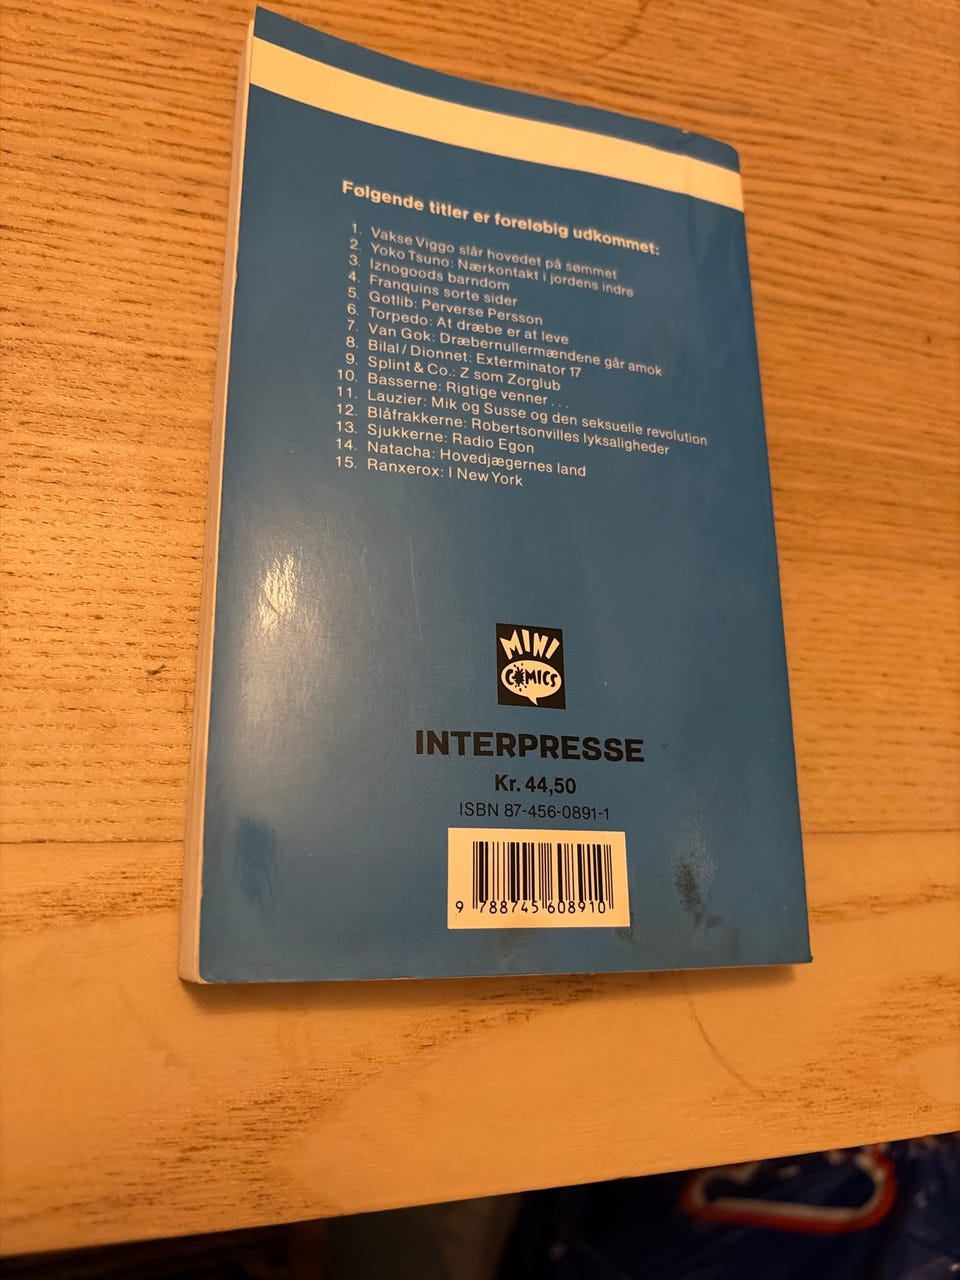 Følgende titler er foreløbig udkommet:
1. Vakse Viggo slår hovedet på sømmet
2. Yoko Tsuno: Nærkontakt i jordens indre
3. Iznogoods barndom
4. Franquins sorte sider
5. Gotlib: Perverse Persson
6. Torpedo: At dræbe er at leve
7. Van Gok: Dræbernullermændene går amok
8. Bilal / Dionnet: Exterminator 17
9. Splint & Co.: Z som Zorglub
10. Basserne: Rigtige venner . . .
11. Lauzier: Mik og Susse og den seksuelle revolution
12. Blåfrakkerne: Robertsonvilles lyksaligheder
13. Sjukkerne: Radio Egon
14. Natacha: Hovedjægernes land
15. Ranxerox: I New York
MINI
COMICS
INTERPRESSE
Kr. 44,50
ISBN 87-456-0891-1
9 788745 608910